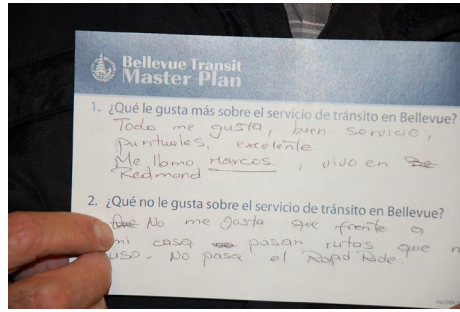 Bellevue Transit
Master Plan
1. ¿Qué le gusta más sobre el servicio de tránsito en Bellevue?
Todo me gusta, buen servicio,
puntuales, excelente
Me llamo Marcos. , vivo en
Redmond
2. ¿Qué no le gusta sobre el servicio de tránsito en Bellevue?
No me gusta que frente a
mi casa pasan rutas que n
uso. No pasa el Rapid Ride.